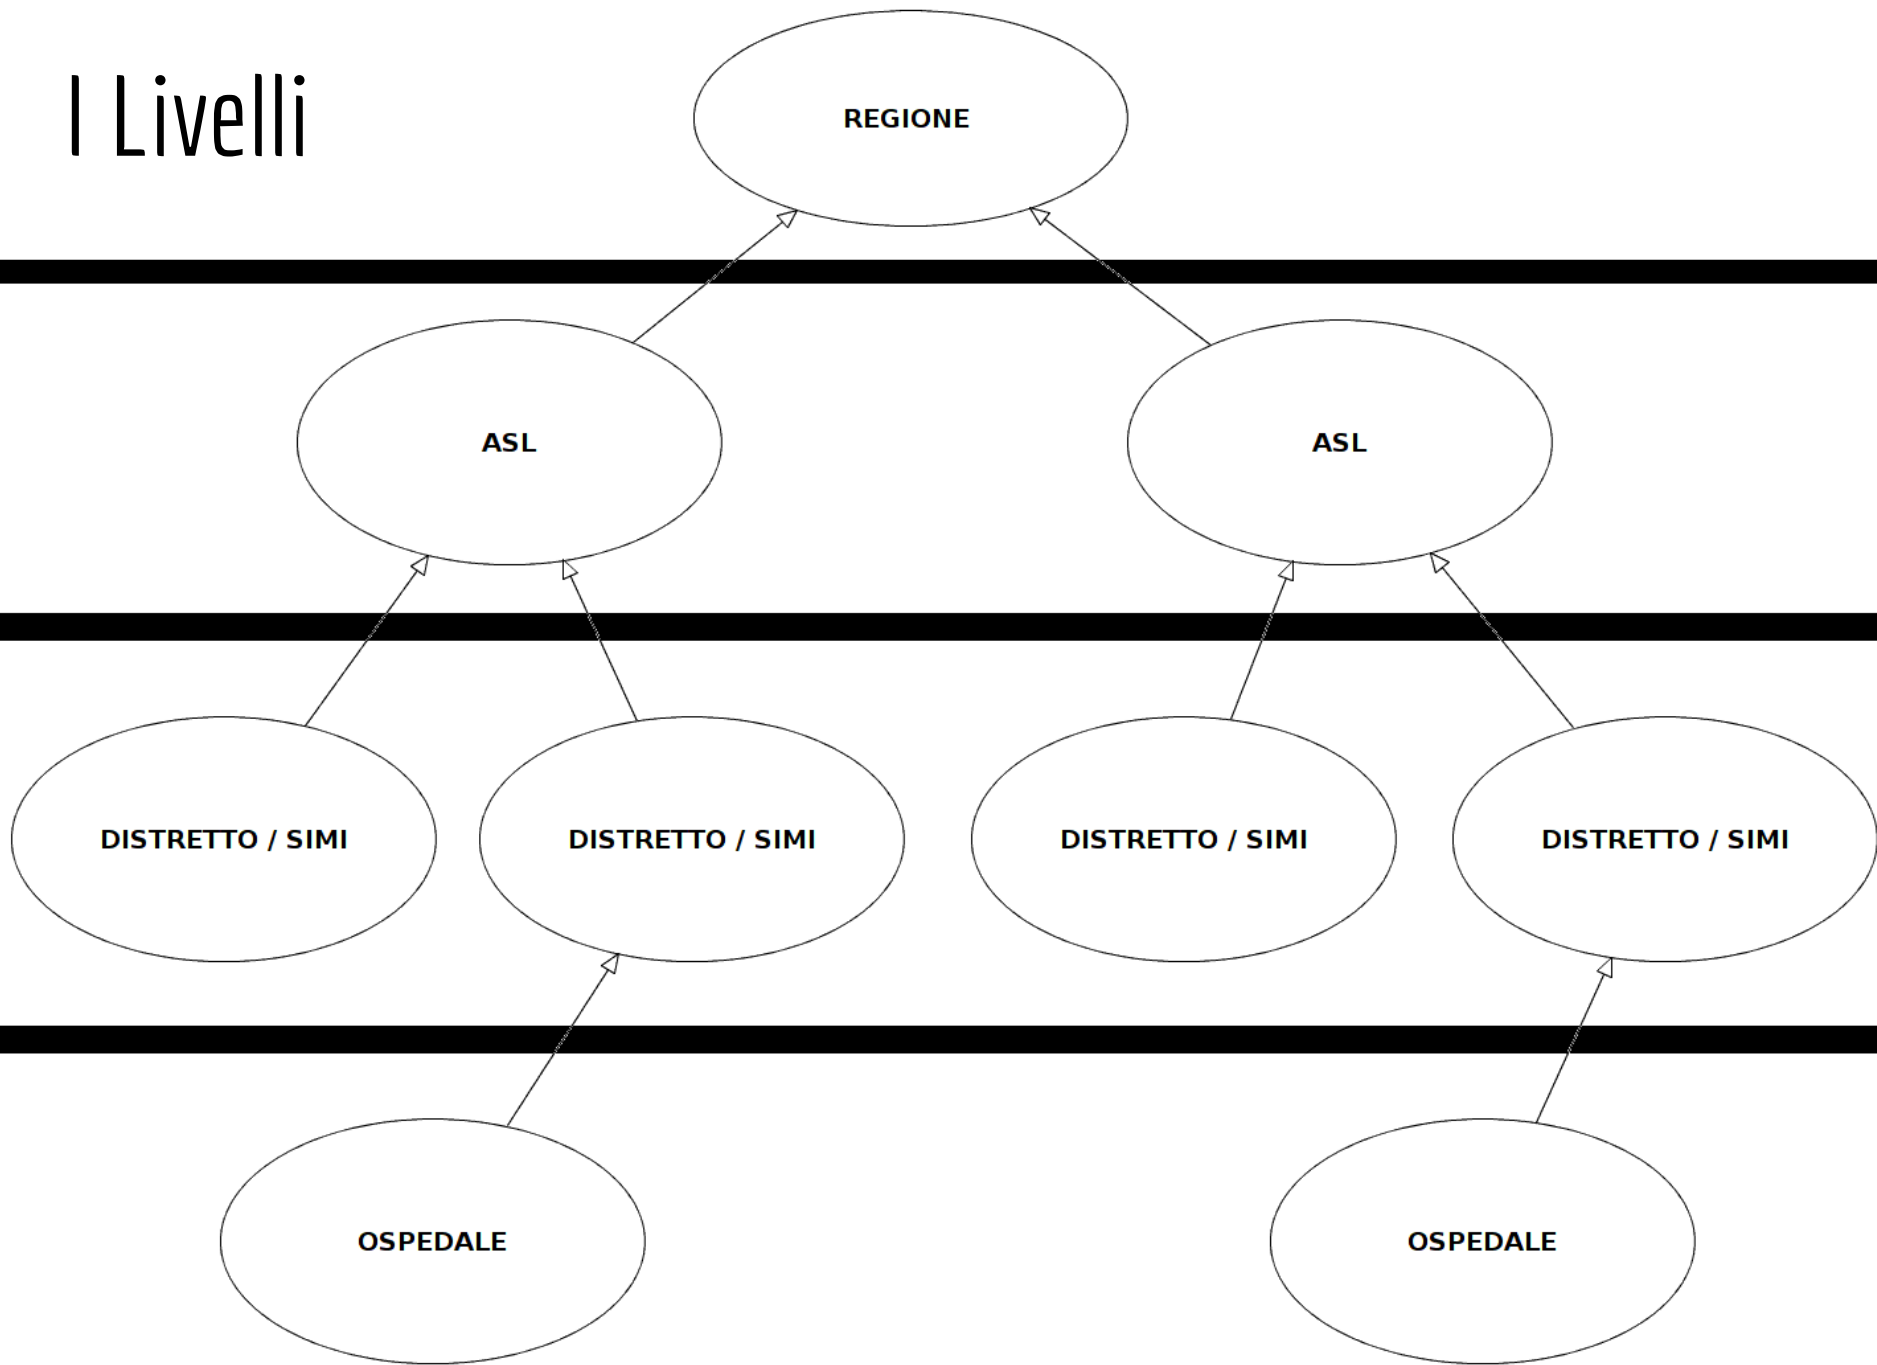 I Livelli
REGIONE
ASL
ASL
DISTRETTO / SIMI
DISTRETTO / SIMI
DISTRETTO / SIMI
DISTRETTO / SIMI
OSPEDALE
OSPEDALE